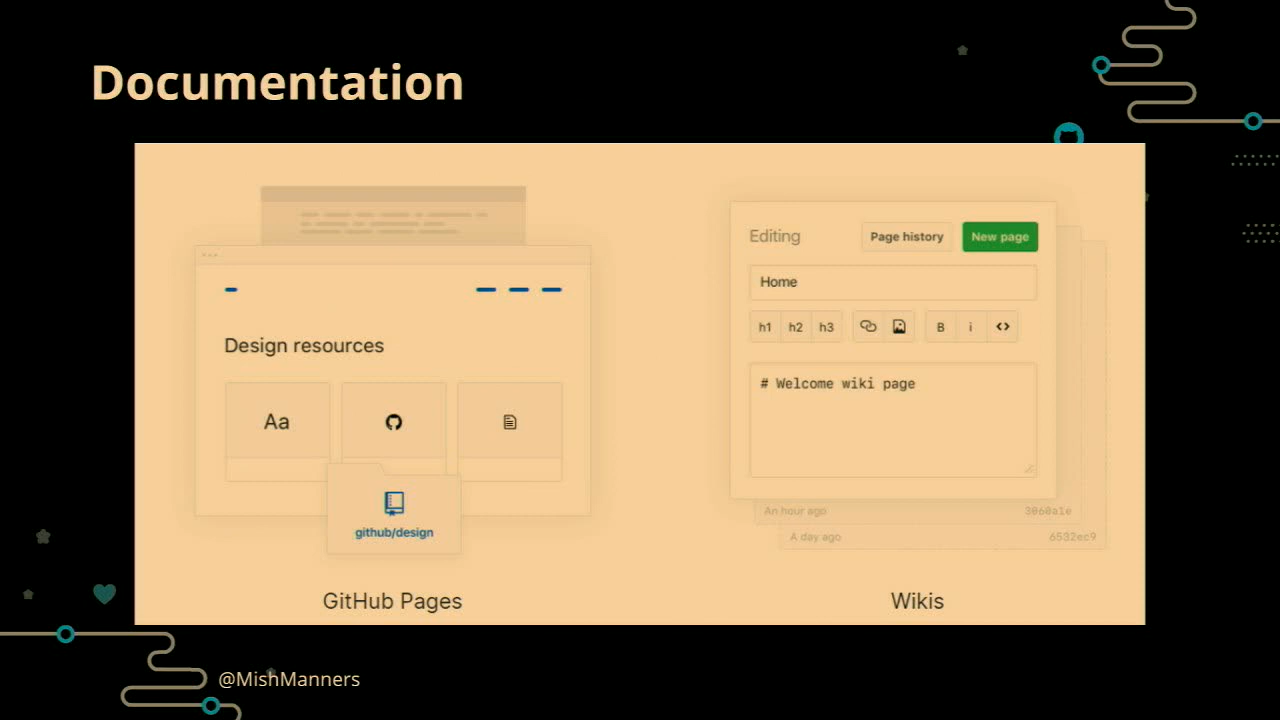 Documentation
Design resources
Aa
github/design
GitHub Pages
Editing
Page history
New page
Home
h1 h2 h3 B i <>
# Welcome wiki page
An hour ago 3060a1e
A day ago 6532ec9
Wikis
@MishManners